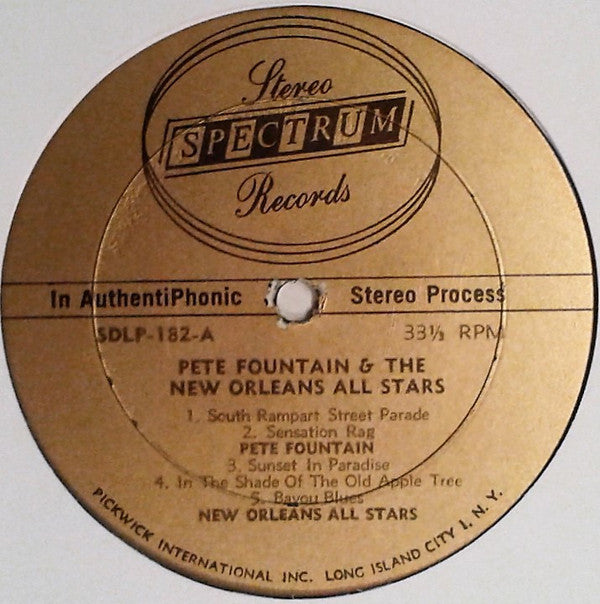 Stereo
SPECTRUM
Records
In AuthentiPhonic Stereo Process
SDLP-182-A 33⅓ RPM
PETE FOUNTAIN & THE
NEW ORLEANS ALL STARS
1. South Rampart Street Parade
2. Sensation Rag
PETE FOUNTAIN
3. Sunset In Paradise
4. In The Shade Of The Old Apple Tree
5. Bayou Blues
NEW ORLEANS ALL STARS
PICKWICK INTERNATIONAL INC. LONG ISLAND CITY 1, N. Y.